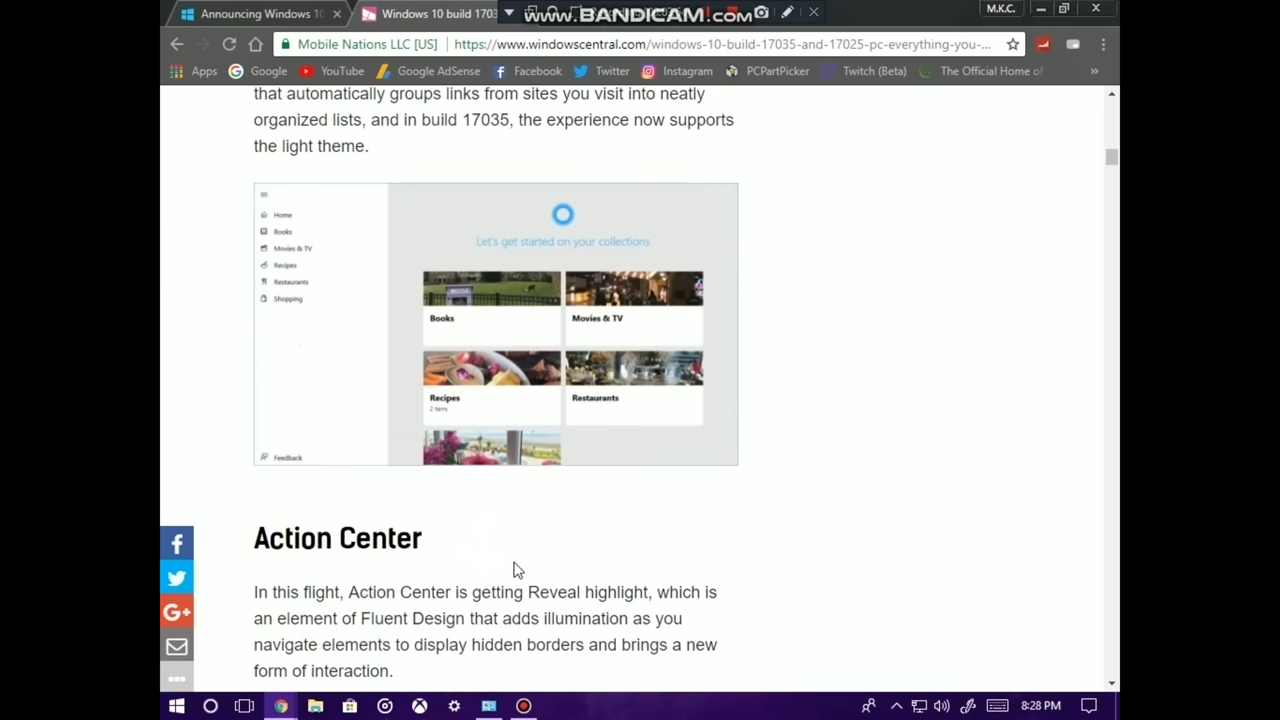 Announcing Windows 10
Windows 10 build 1703
www.BANDICAM.com
M.K.C.
Mobile Nations LLC [US]
https://www.windowscentral.com/windows-10-build-17035-and-17025-pc-everything-you-...
Apps
Google
YouTube
Google AdSense
Facebook
Twitter
Instagram
PCPartPicker
Twitch (Beta)
The Official Home of
that automatically groups links from sites you visit into neatly
organized lists, and in build 17035, the experience now supports
the light theme.
Home
Books
Movies & TV
Recipes
Restaurants
Shopping
Feedback
Let's get started on your collections
Books
Movies & TV
Recipes
2 items
Restaurants
Action Center
In this flight, Action Center is getting Reveal highlight, which is
an element of Fluent Design that adds illumination as you
navigate elements to display hidden borders and brings a new
form of interaction.
8:28 PM